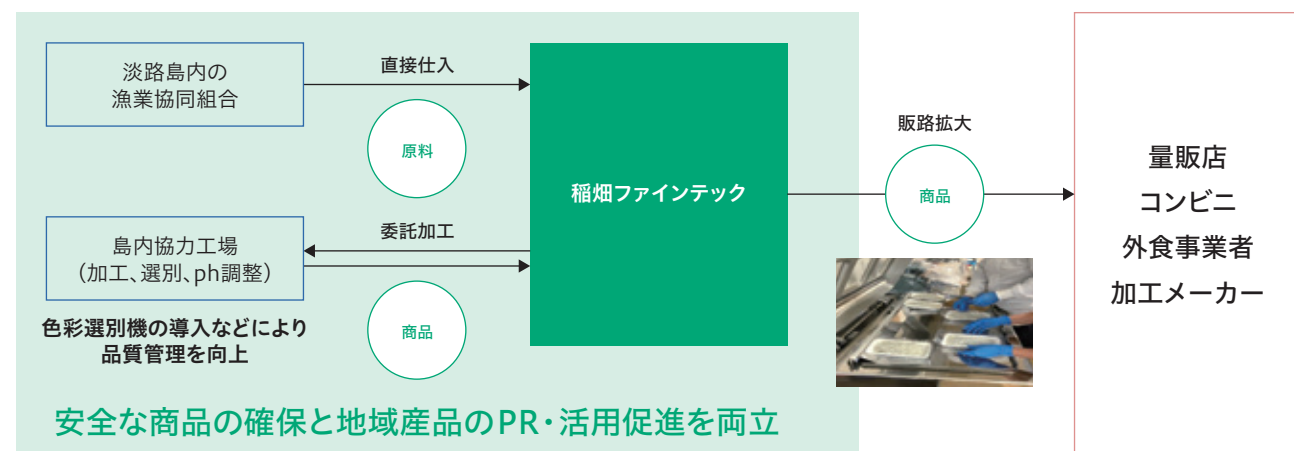 淡路島内の
漁業協同組合
直接仕入
原料
島内協力工場
（加工、選別、ph調整）
委託加工
商品
色彩選別機の導入などにより
品質管理を向上
稲畑ファインテック
販路拡大
商品
量販店
コンビニ
外食事業者
加工メーカー
安全な商品の確保と地域産品のPR・活用促進を両立